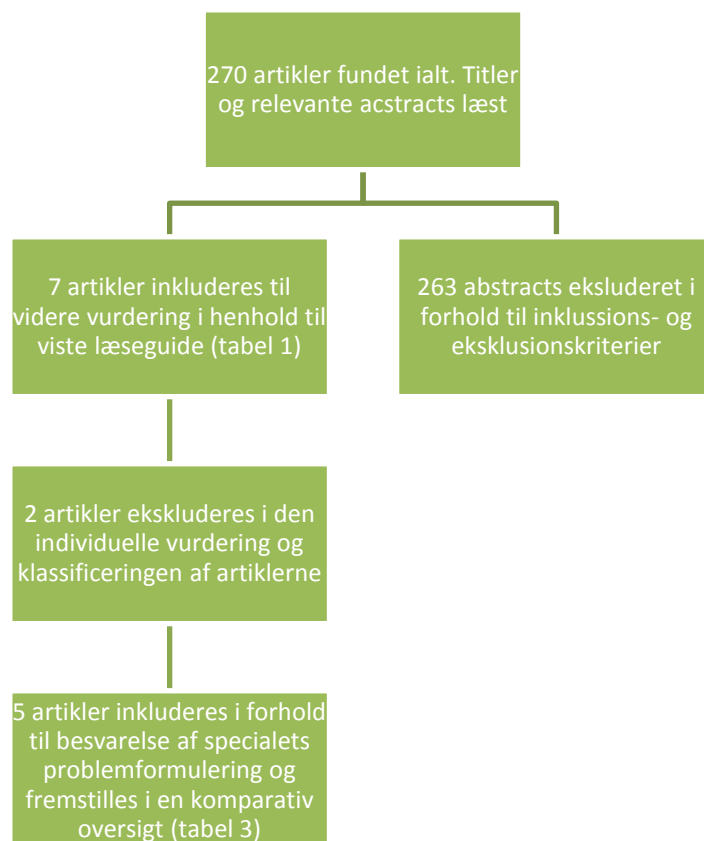 270 artikler fundet ialt. Titler
og relevante acstracts læst
7 artikler inkluderes til
videre vurdering i henhold til
viste læseguide (tabel 1)
263 abstracts eksluderet i
forhold til inklussions- og
eksklusionskriterier
2 artikler ekskluderes i den
individuelle vurdering og
klassificeringen af artiklerne
5 artikler inkluderes i forhold
til besvarelse af specialets
problemformulering og
fremstilles i en komparativ
oversigt (tabel 3)